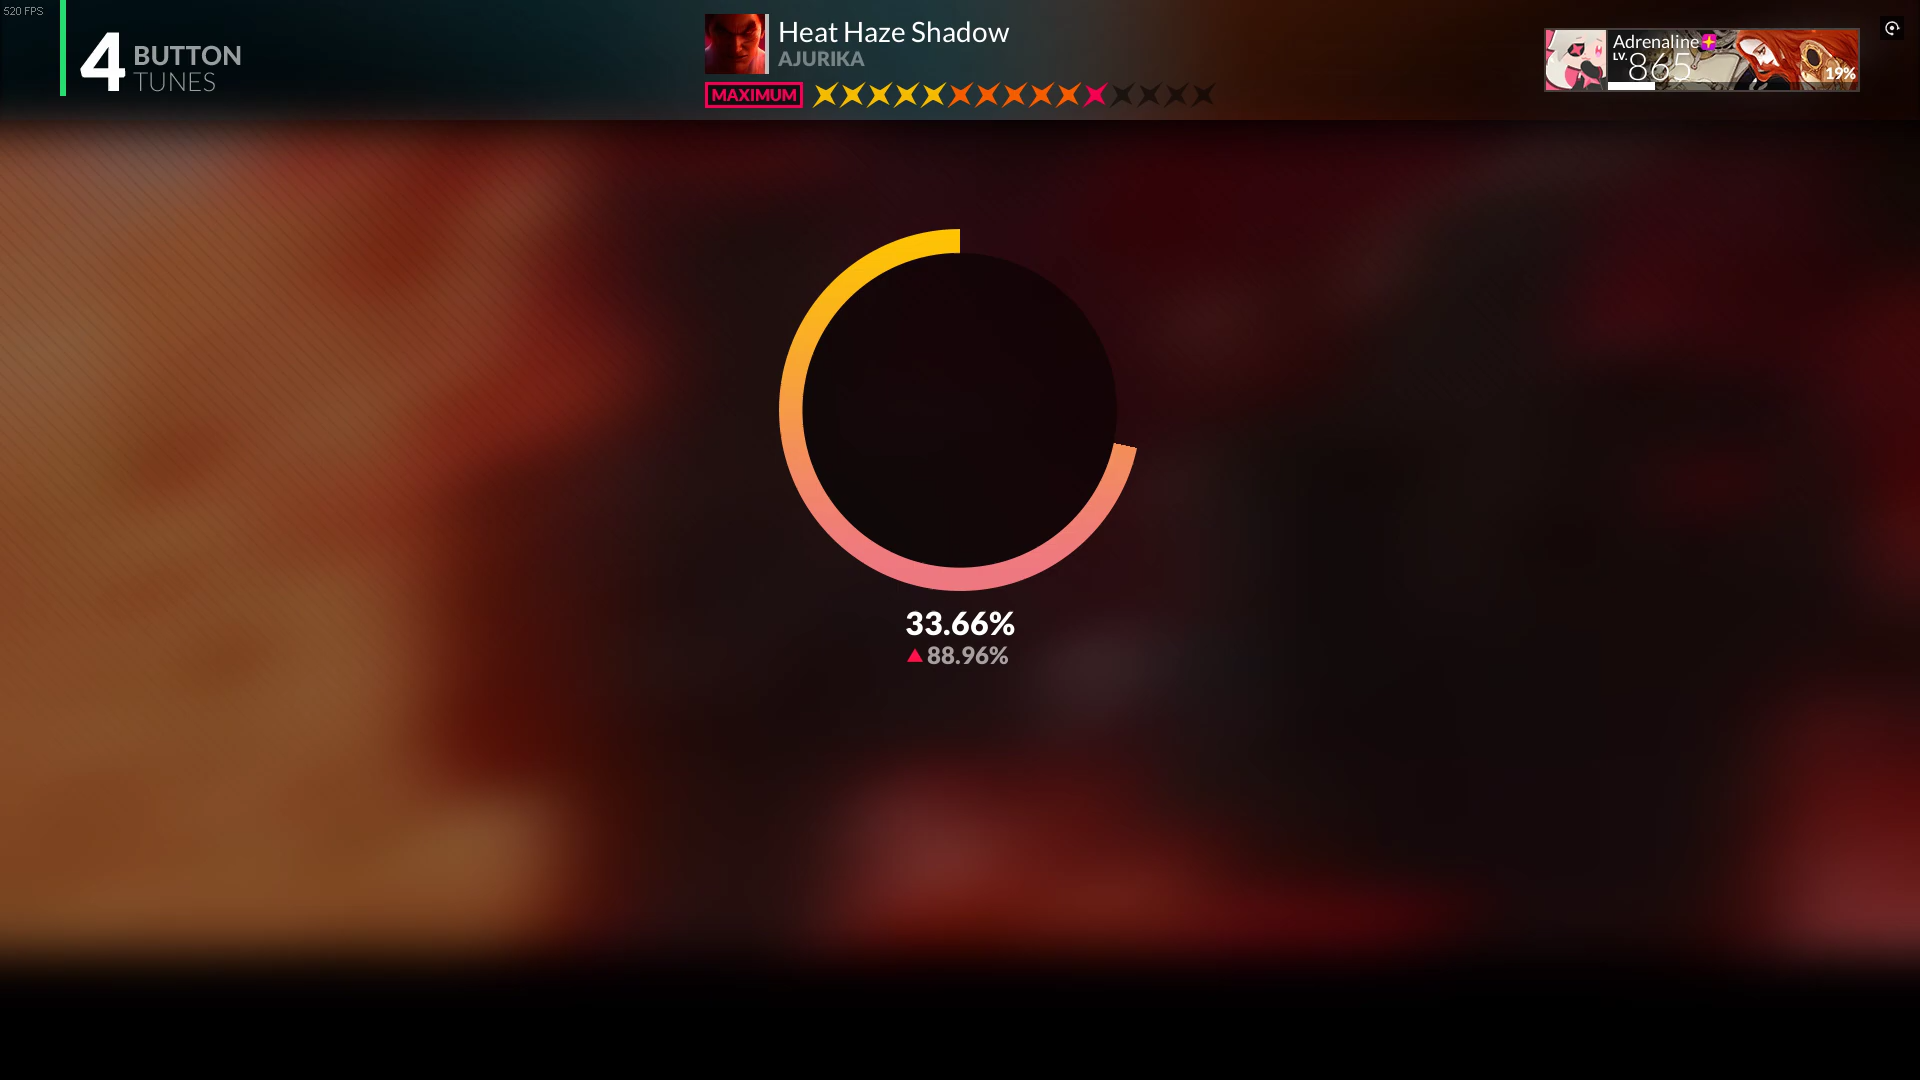 520 FPS
4 BUTTON
TUNES
Heat Haze Shadow
AJURIKA
MAXIMUM
Adrenaline
LV. 865
19%
33.66%
▲88.96%